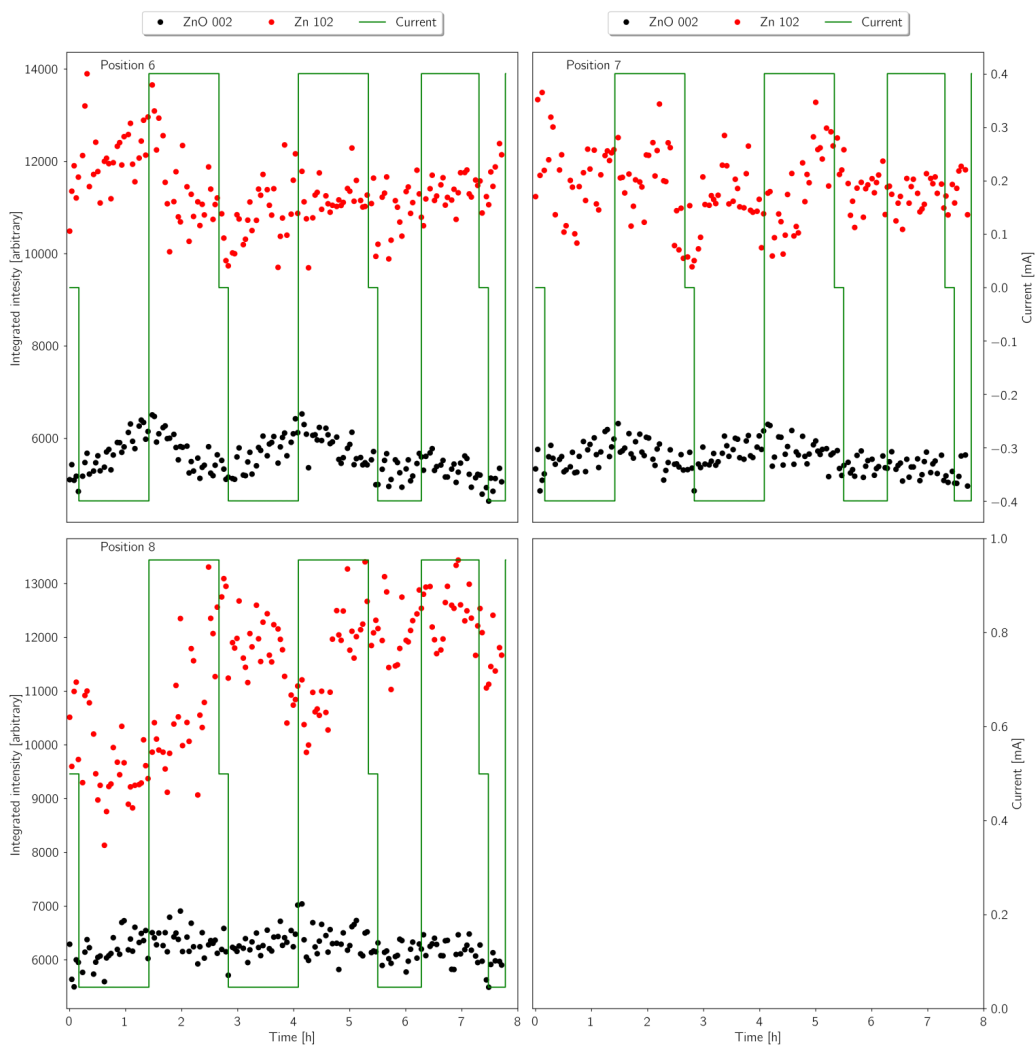 ZnO 002 Zn 102 Current
ZnO 002 Zn 102 Current
Position 6
14000
12000
10000
8000
6000
Integrated intesity [arbitrary]
Position 7
0.4
0.3
0.2
0.1
0.0
−0.1
−0.2
−0.3
−0.4
Current [mA]
Position 8
13000
12000
11000
10000
9000
8000
7000
6000
Integrated intensity [arbitrary]
0 1 2 3 4 5 6 7 8
Time [h]
1.0
0.8
0.6
0.4
0.2
0.0
Current [mA]
0 1 2 3 4 5 6 7 8
Time [h]